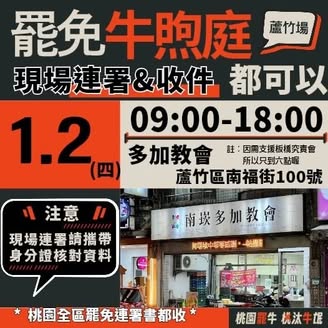 罷免牛煦庭
蘆竹場
現場連署&收件 都可以
1.2(四)
09:00-18:00
多加教會
註：因需支援板橋究責會
所以只到六點喔
蘆竹區南福街100號
注意
現場連署請攜帶
身分證核對資料
南崁多加教會
* 桃園全區罷免連署書都收 *
桃園罷牛 桃汰牛馗